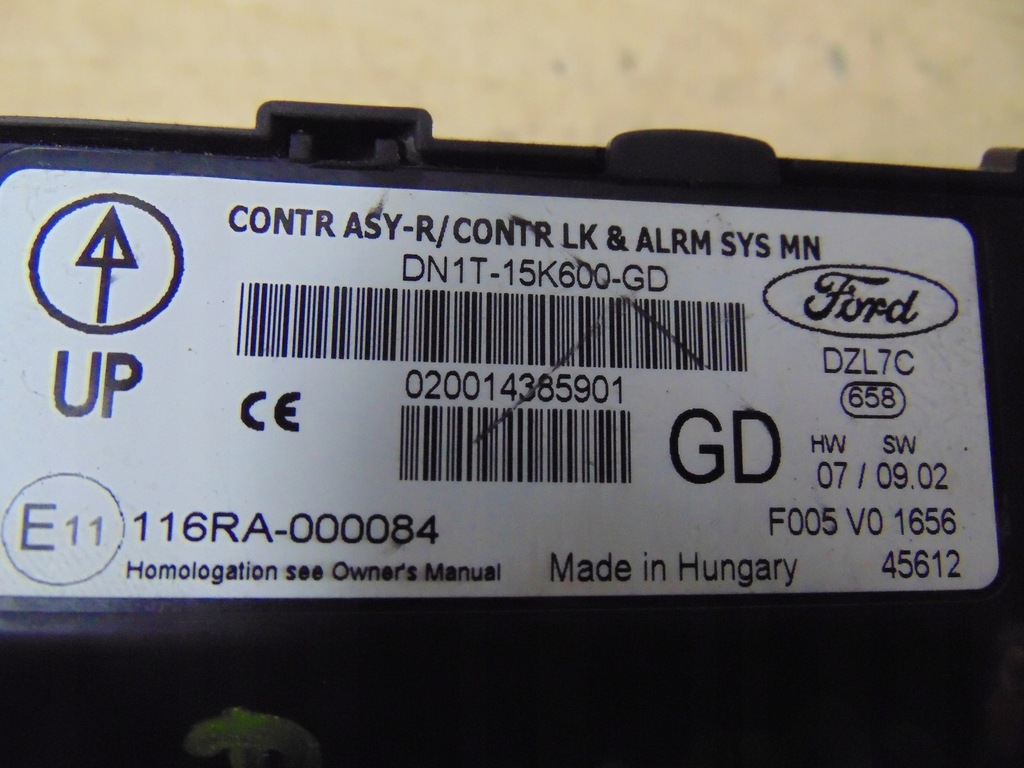 CONTR ASY-R/CONTR LK & ALRM SYS MN
DN1T-15K600-GD
Ford
UP
020014385901
DZL7C
658
CE
GD
HW SW
07 / 09.02
E11
116RA-000084
F005 V0 1656
Homologation see Owner's Manual
Made in Hungary
45612